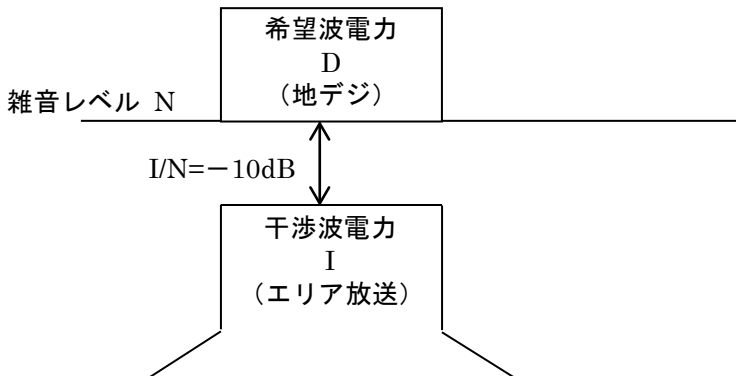 希望波電力
D
（地デジ）
雑音レベル N
I/N=－10dB
干渉波電力
I
（エリア放送）